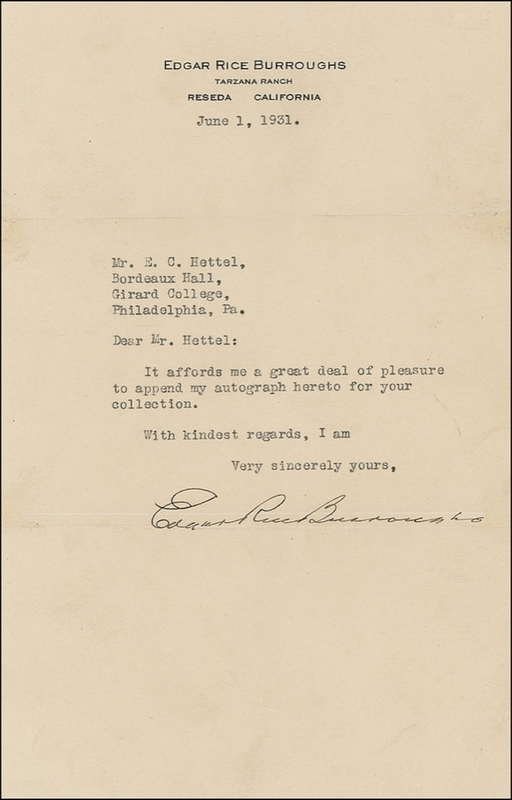 EDGAR RICE BURROUGHS
TARZANA RANCH
RESEDA CALIFORNIA
June 1, 1931.
Mr. E. C. Hettel,
Bordeaux Hall,
Girard College,
Philadelphia, Pa.
Dear Mr. Hettel:
It affords me a great deal of pleasure
to append my autograph hereto for your
collection.
With kindest regards, I am
Very sincerely yours,
Edgar Rice Burroughs